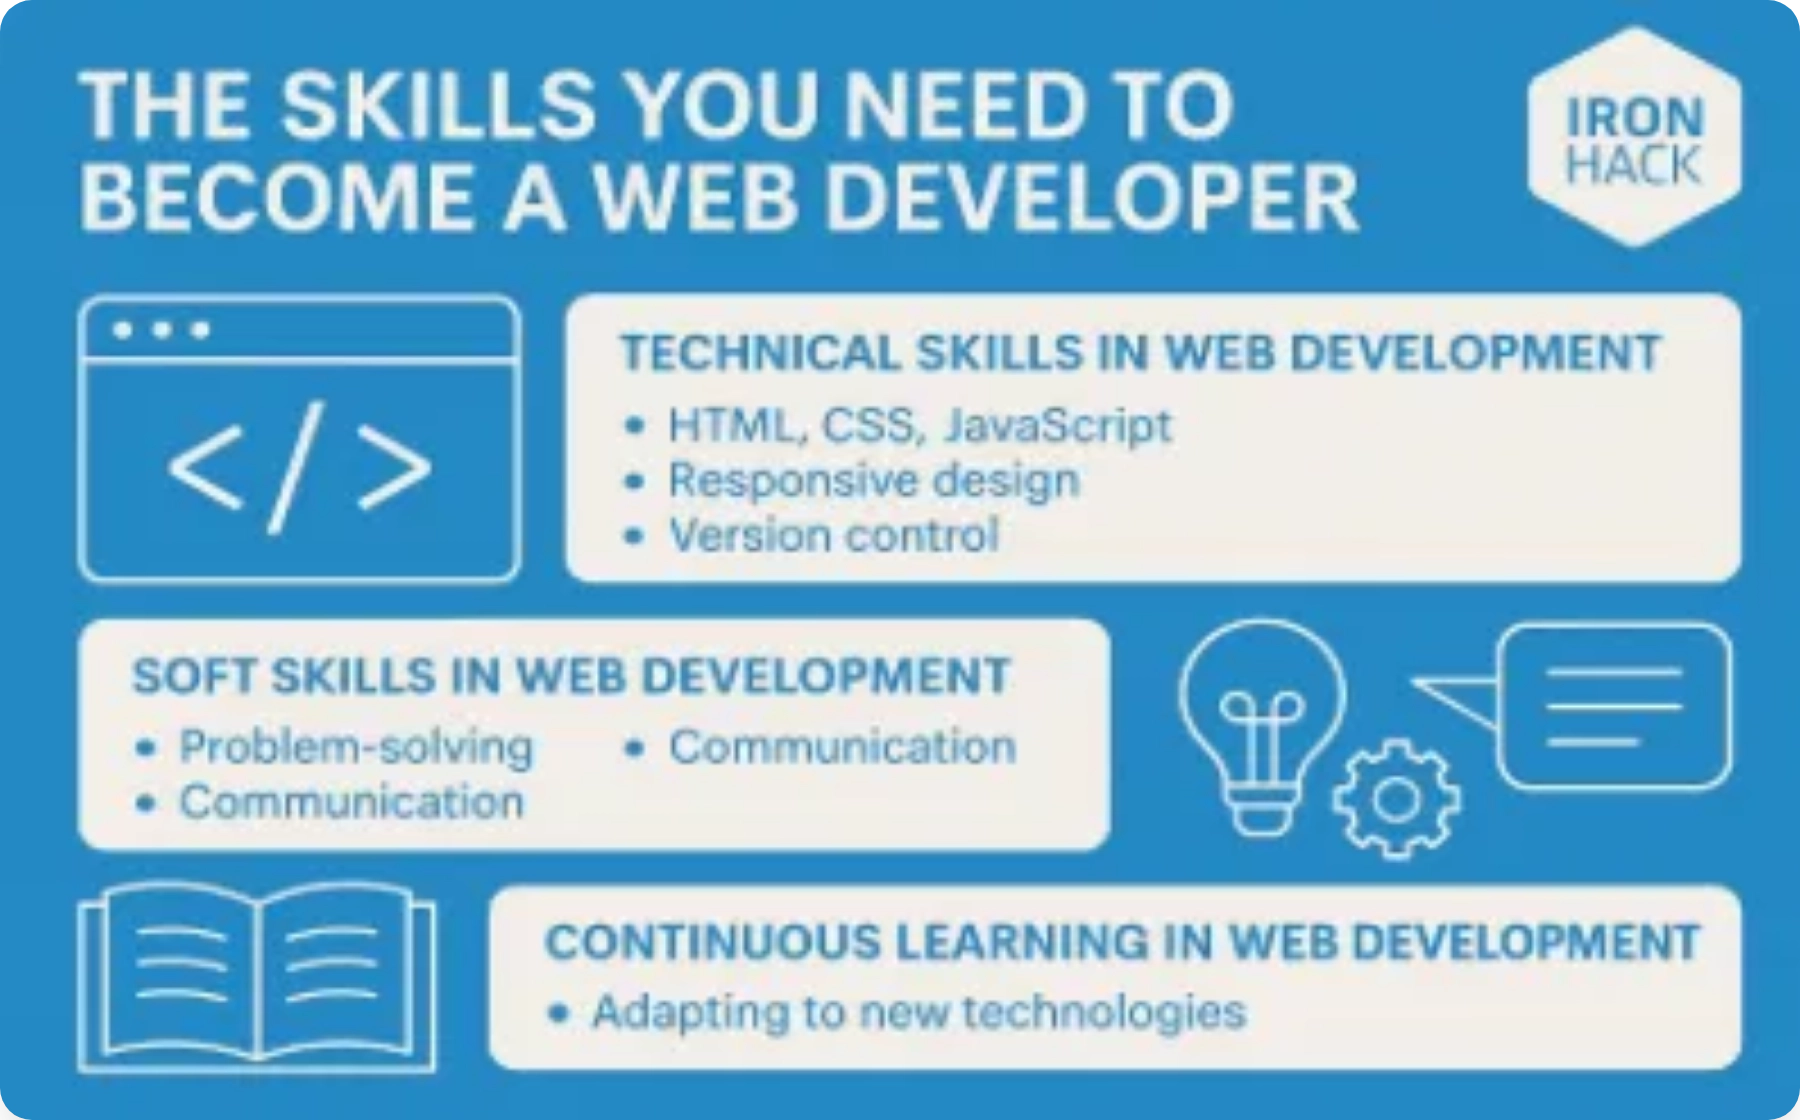 THE SKILLS YOU NEED TO
BECOME A WEB DEVELOPER
IRON
HACK
</>
TECHNICAL SKILLS IN WEB DEVELOPMENT
• HTML, CSS, JavaScript
• Responsive design
• Version control
SOFT SKILLS IN WEB DEVELOPMENT
• Problem-solving
• Communication
• Communication
CONTINUOUS LEARNING IN WEB DEVELOPMENT
• Adapting to new technologies